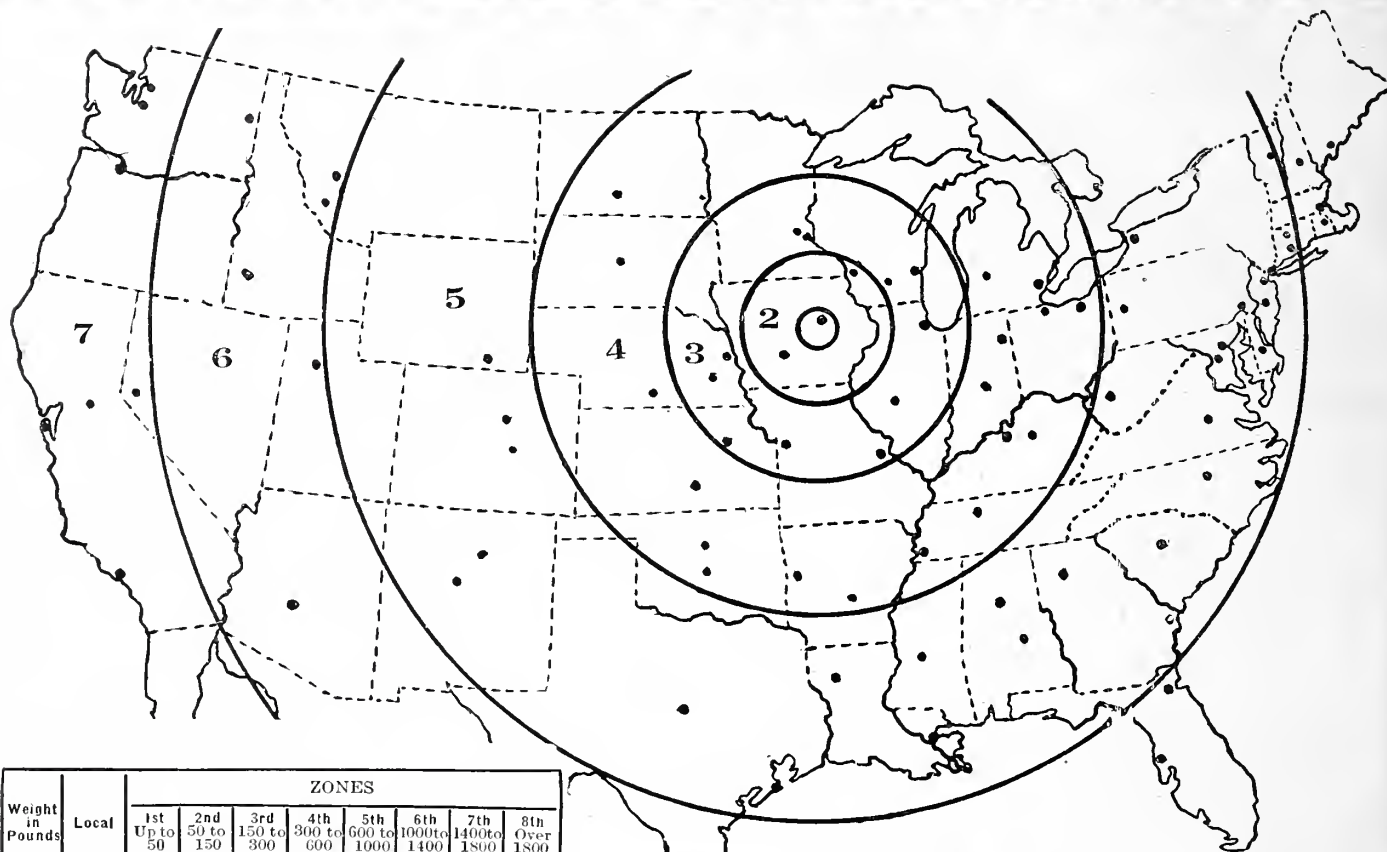 5
7
6
4
3
2
ZONES
Weight in Pounds
Local
1st Up to 50
2nd 50 to 150
3rd 150 to 300
4th 300 to 600
5th 600 to 1000
6th 1000 to 1400
7th 1400 to 1800
8th Over 1800